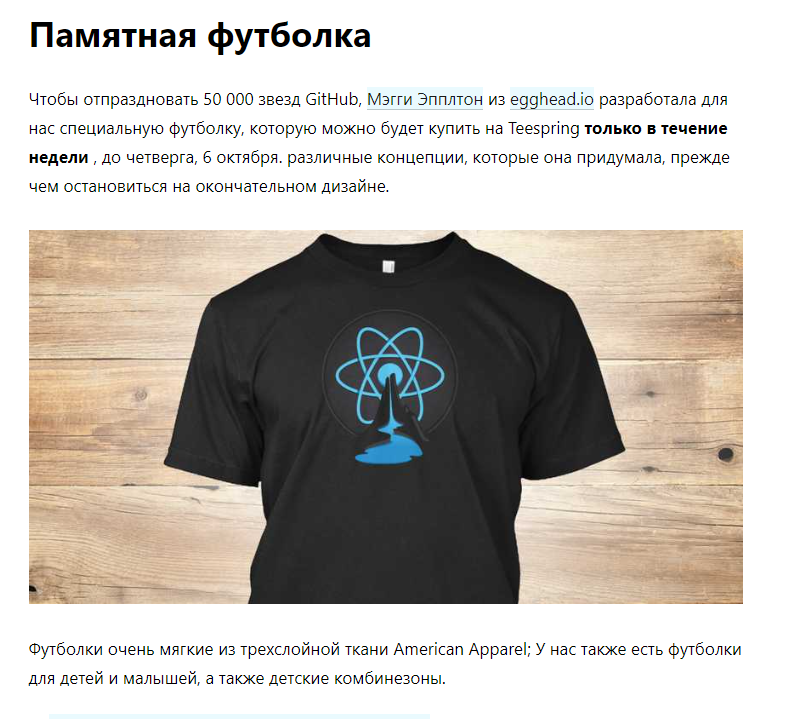 Памятная футболка
Чтобы отпраздновать 50 000 звезд GitHub, Мэгги Эпплтон из egghead.io разработала для
нас специальную футболку, которую можно будет купить на Teespring только в течение
недели , до четверга, 6 октября. различные концепции, которые она придумала, прежде
чем остановиться на окончательном дизайне.
Футболки очень мягкие из трехслойной ткани American Apparel; У нас также есть футболки
для детей и малышей, а также детские комбинезоны.